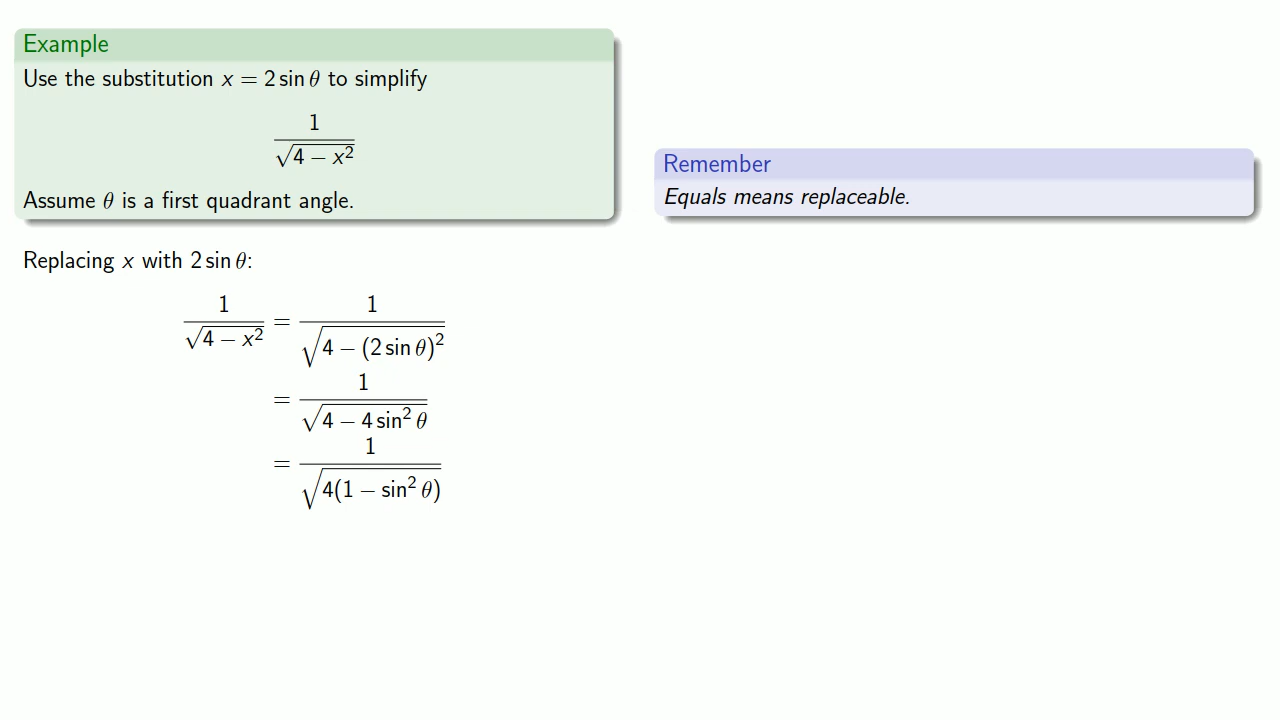 Example
Use the substitution x = 2 sin θ to simplify
1
√4 − x²
Assume θ is a first quadrant angle.
Remember
Equals means replaceable.
Replacing x with 2 sin θ:
1/√(4 − x²) = 1/√(4 − (2 sin θ)²)
= 1/√(4 − 4 sin² θ)
= 1/√(4(1 − sin² θ))